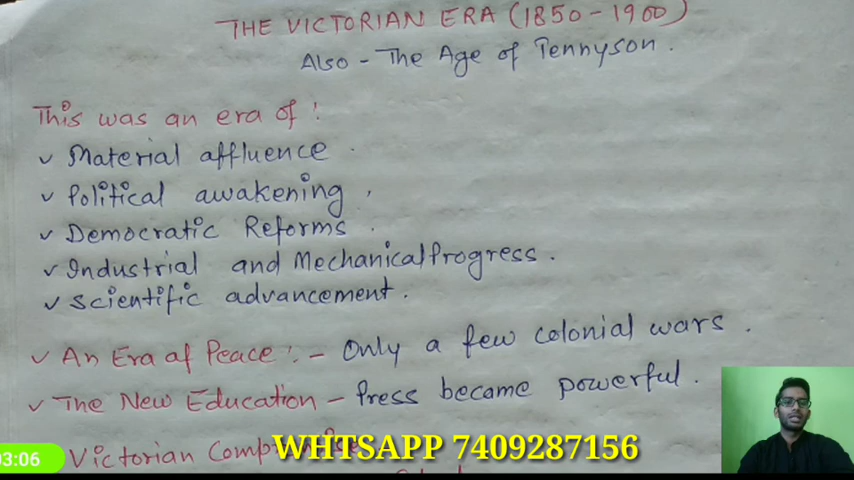 THE VICTORIAN ERA (1850-1900)
Also - The Age of Tennyson.
This was an era of :
✓ Material affluence.
✓ Political awakening,
✓ Democratic Reforms.
✓ Industrial and Mechanical Progress.
✓ Scientific advancement.
✓ An Era of Peace :- Only a few colonial wars.
✓ The New Education - Press became powerful.
Victorian
WHTSAPP 7409287156
03:06